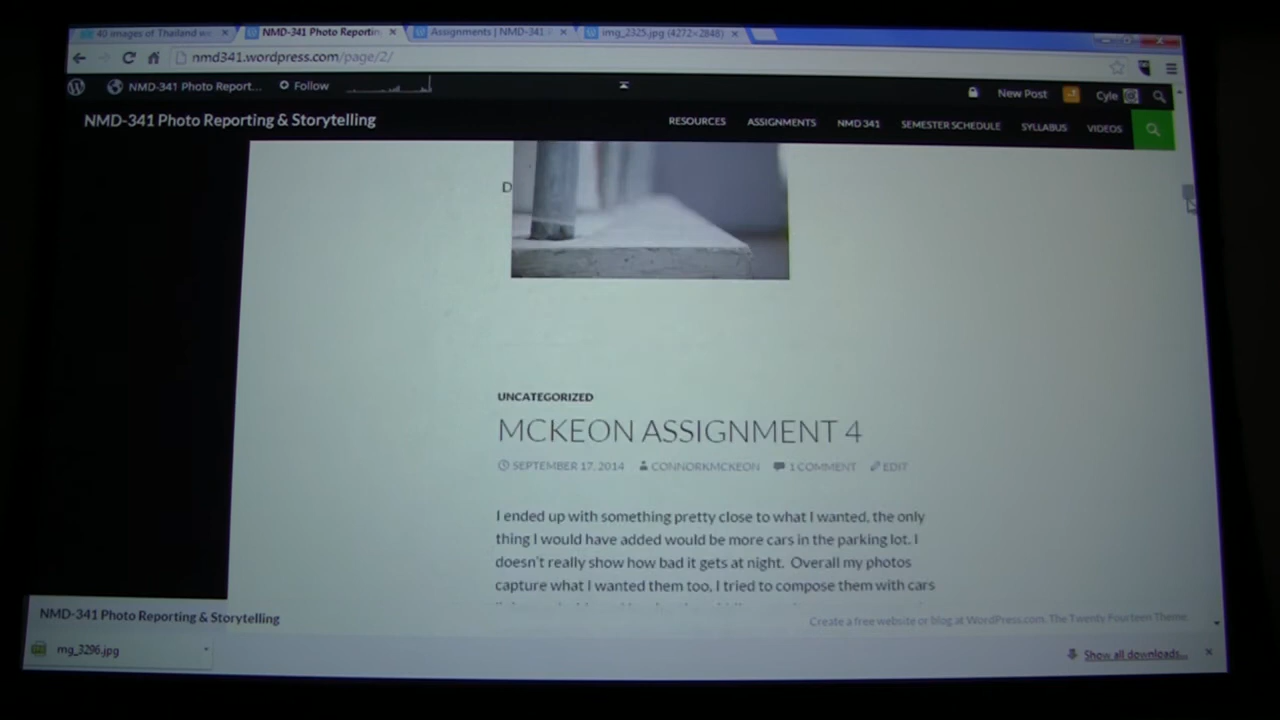 40 images of Thailand we
NMD-341 Photo Reportin
Assignments | NMD-341
img_2325.jpg (4272×2848)
nmd341.wordpress.com/page/2/
NMD-341 Photo Report... Follow New Post Cyle
NMD-341 Photo Reporting & Storytelling
RESOURCES ASSIGNMENTS NMD 341 SEMESTER SCHEDULE SYLLABUS VIDEOS
D
UNCATEGORIZED
MCKEON ASSIGNMENT 4
SEPTEMBER 17, 2014 CONNORKMCKEON 1 COMMENT EDIT
I ended up with something pretty close to what I wanted, the only
thing I would have added would be more cars in the parking lot. I
doesn't really show how bad it gets at night. Overall my photos
capture what I wanted them too, I tried to compose them with cars
NMD-341 Photo Reporting & Storytelling
Create a free website or blog at WordPress.com. The Twenty Fourteen Theme.
mg_3296.jpg
Show all downloads...